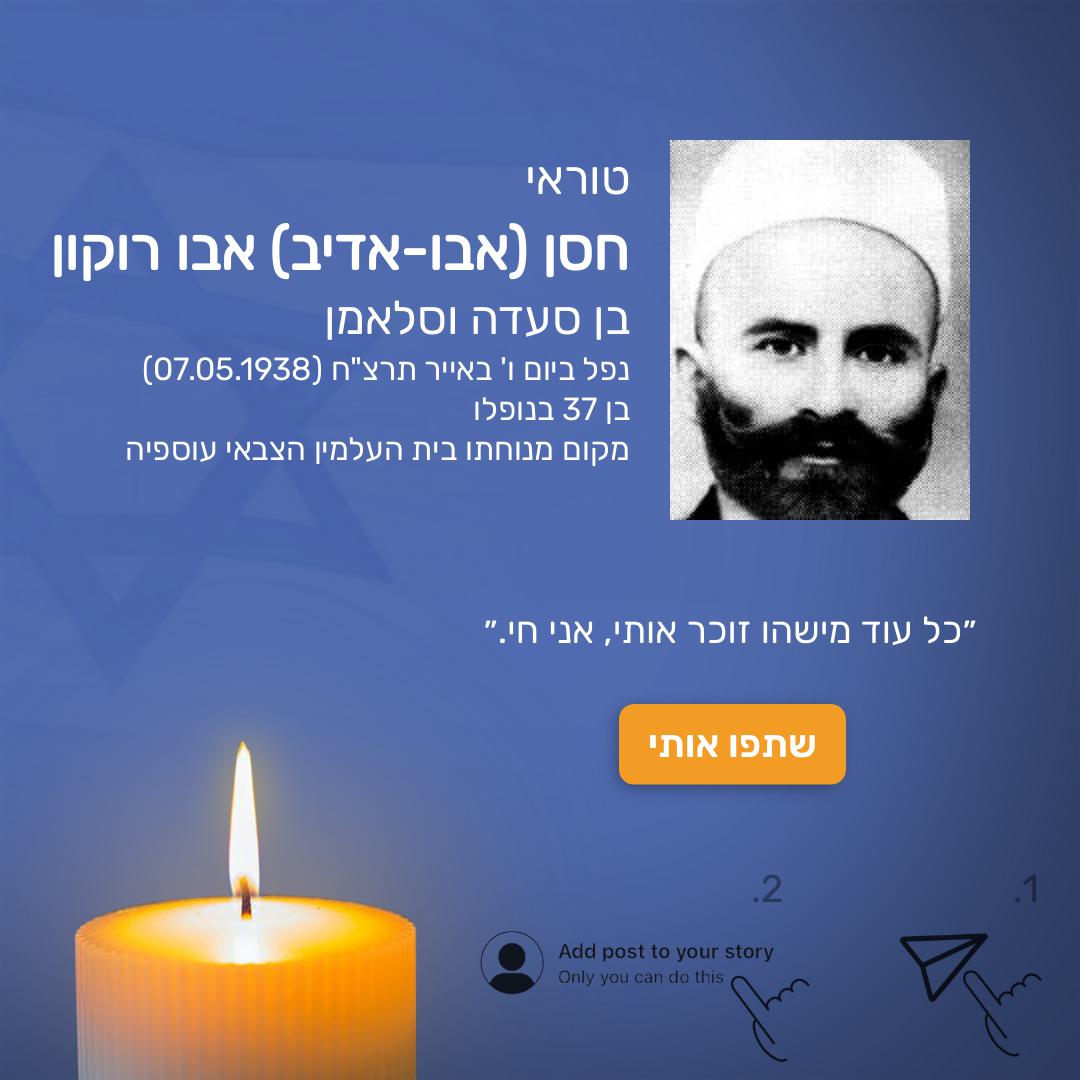 טוראי
חסן (אבו-אדיב) אבו רוקון
בן סעדה וסלאמן
נפל ביום ו' באייר תרצ"ח (07.05.1938)
בן 37 בנופלו
מקום מנוחתו בית העלמין הצבאי עוספיה
״כל עוד מישהו זוכר אותי, אני חי.״
שתפו אותי
1.
2.
Add post to your story
Only you can do this